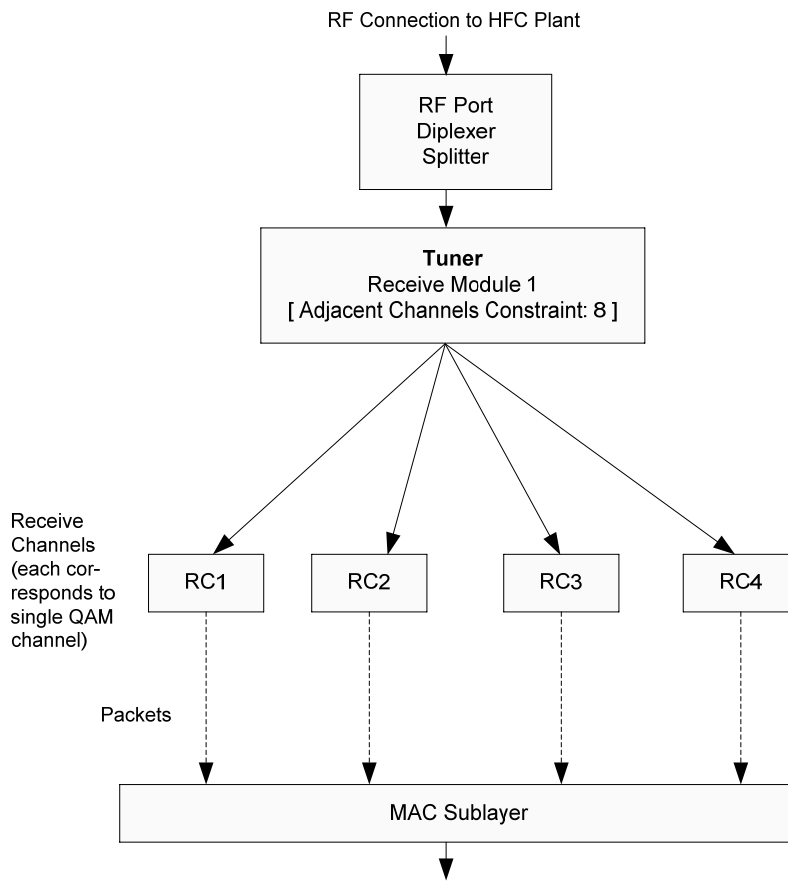 RF Connection to HFC Plant
RF Port
Diplexer
Splitter
Tuner
Receive Module 1
[ Adjacent Channels Constraint: 8 ]
Receive
Channels
(each cor-
responds to
single QAM
channel)
RC1
RC2
RC3
RC4
Packets
MAC Sublayer